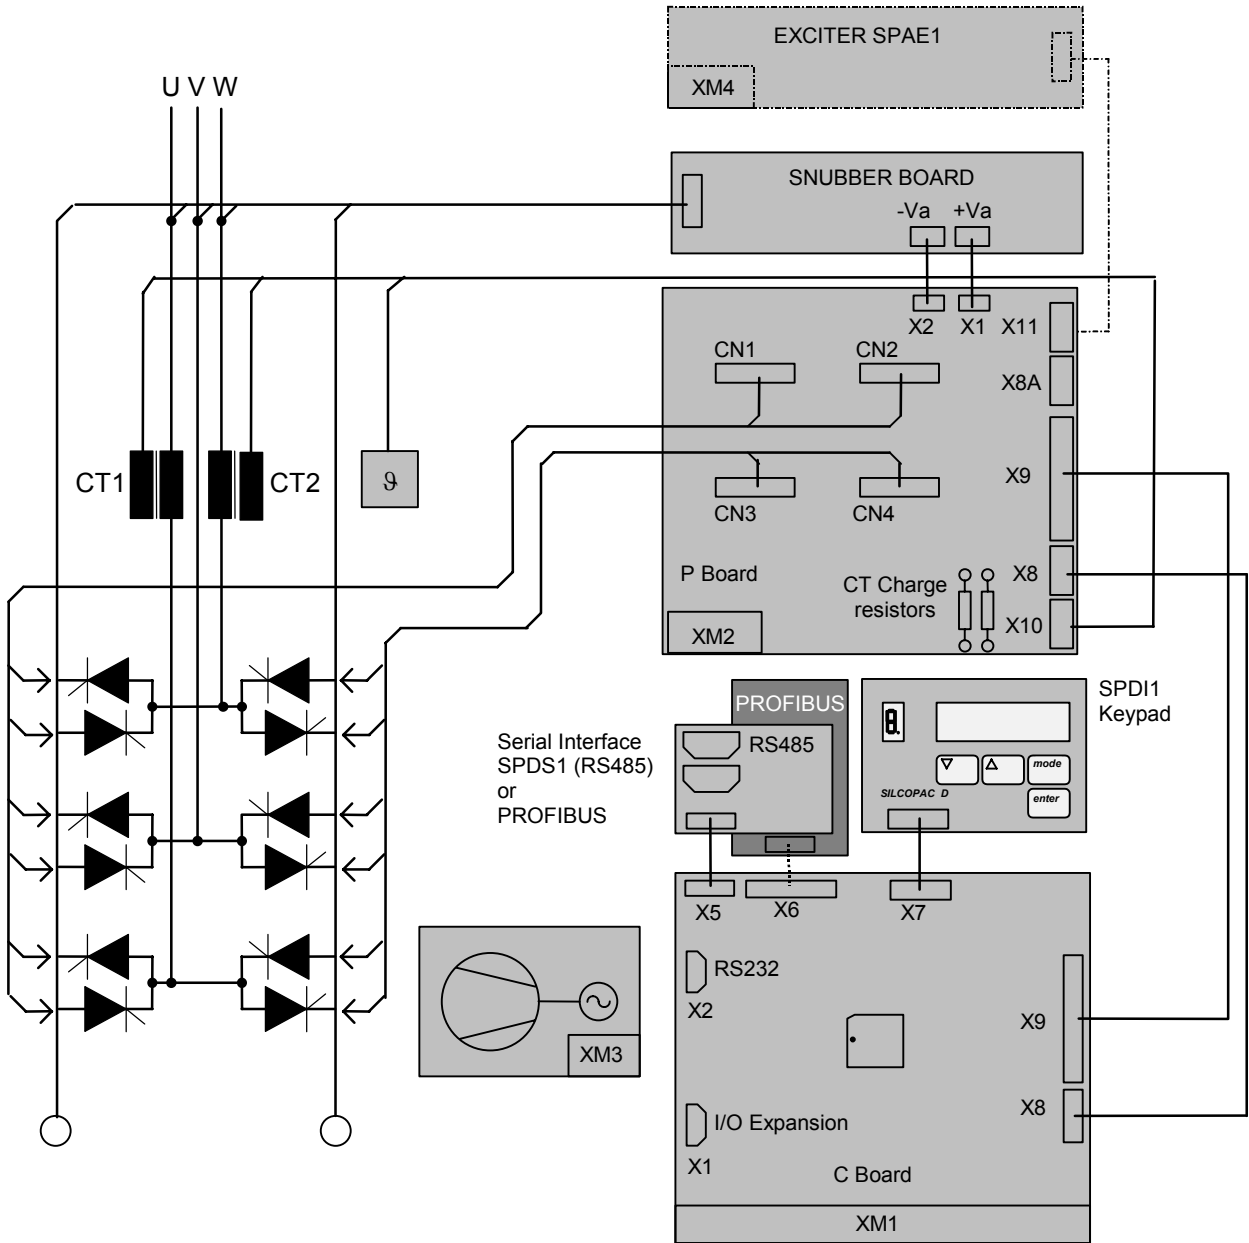 EXCITER SPAE1
XM4
U V W
SNUBBER BOARD
-Va +Va
X2 X1 X11
CN1 CN2
X8A
CT1 CT2
ϑ
X9
CN3 CN4
P Board
CT Charge
resistors
X8
XM2
X10
PROFIBUS
RS485
Serial Interface
SPDS1 (RS485)
or
PROFIBUS
8.
mode
SILCOPAC D
enter
SPDI1
Keypad
X5 X6 X7
RS232
X2
X9
XM3
X8
I/O Expansion
X1
C Board
XM1